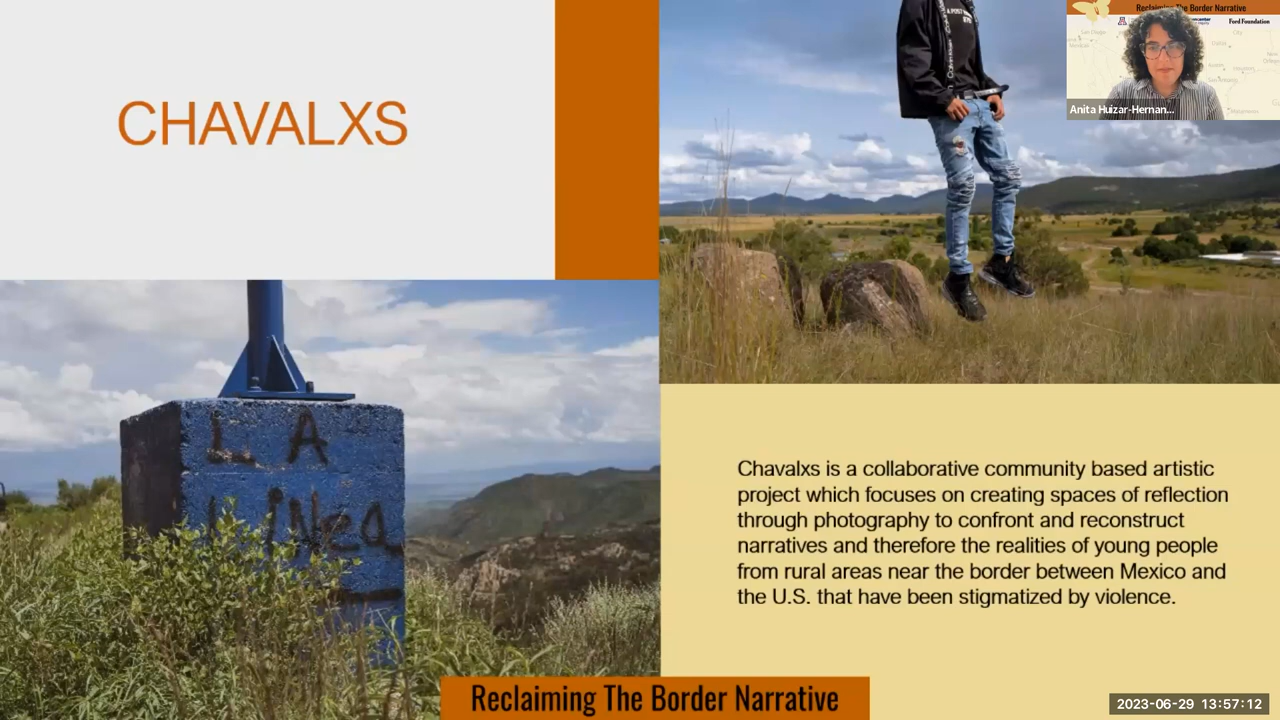 CHAVALXS
Reclaiming The Border Narrative
Ford Foundation
Anita Huizar-Hernan...
LA
LíNea
Chavalxs is a collaborative community based artistic
project which focuses on creating spaces of reflection
through photography to confront and reconstruct
narratives and therefore the realities of young people
from rural areas near the border between Mexico and
the U.S. that have been stigmatized by violence.
Reclaiming The Border Narrative
2023-06-29 13:57:12